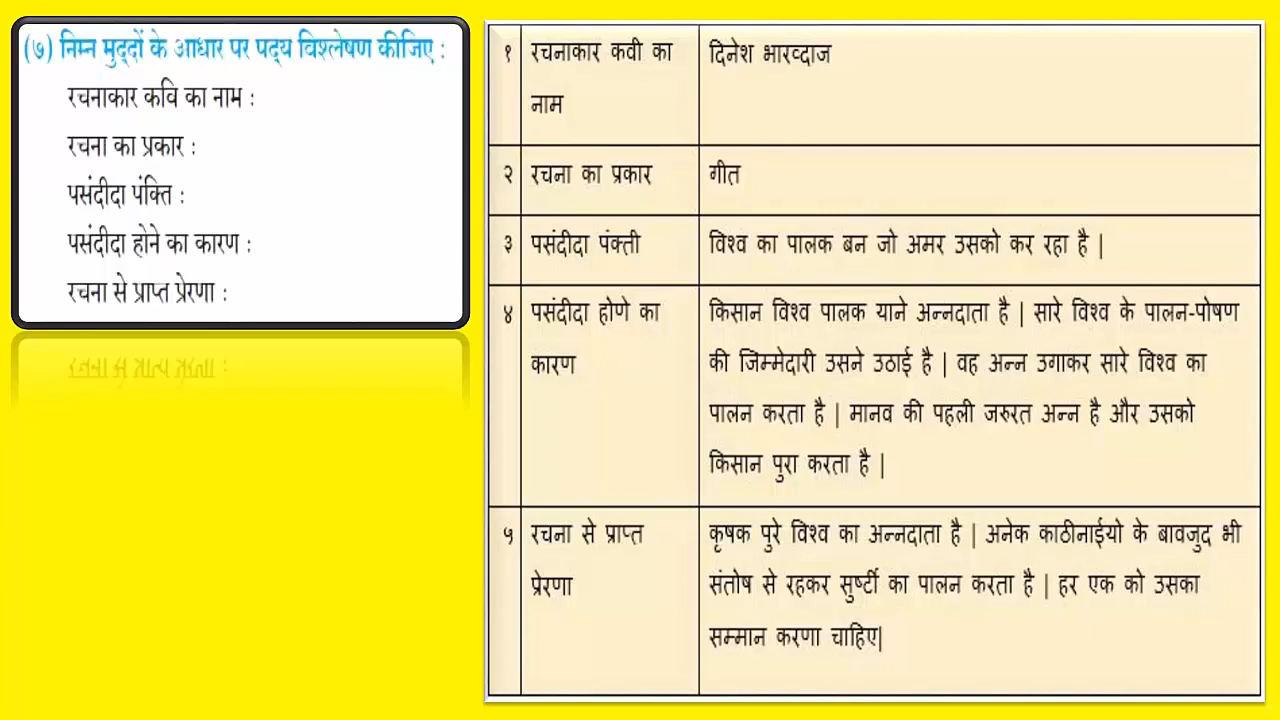 (७) निम्न मुद्दों के आधार पर पद्य विश्लेषण कीजिए :
रचनाकार कवि का नाम :
रचना का प्रकार :
पसंदीदा पंक्ति :
पसंदीदा होने का कारण :
रचना से प्राप्त प्रेरणा :
१ रचनाकार कवी का दिनेश भारव्दाज
नाम
२ रचना का प्रकार गीत
३ पसंदीदा पंक्ती विश्व का पालक बन जो अमर उसको कर रहा है |
४ पसंदीदा होणे का किसान विश्व पालक याने अन्नदाता है | सारे विश्व के पालन-पोषण
कारण की जिम्मेदारी उसने उठाई है | वह अन्न उगाकर सारे विश्व का
पालन करता है | मानव की पहली जरुरत अन्न है और उसको
किसान पुरा करता है |
५ रचना से प्राप्त कृषक पुरे विश्व का अन्नदाता है | अनेक काठीनाईयो के बावजुद भी
प्रेरणा संतोष से रहकर सुर्ष्टी का पालन करता है | हर एक को उसका
सम्मान करणा चाहिए|